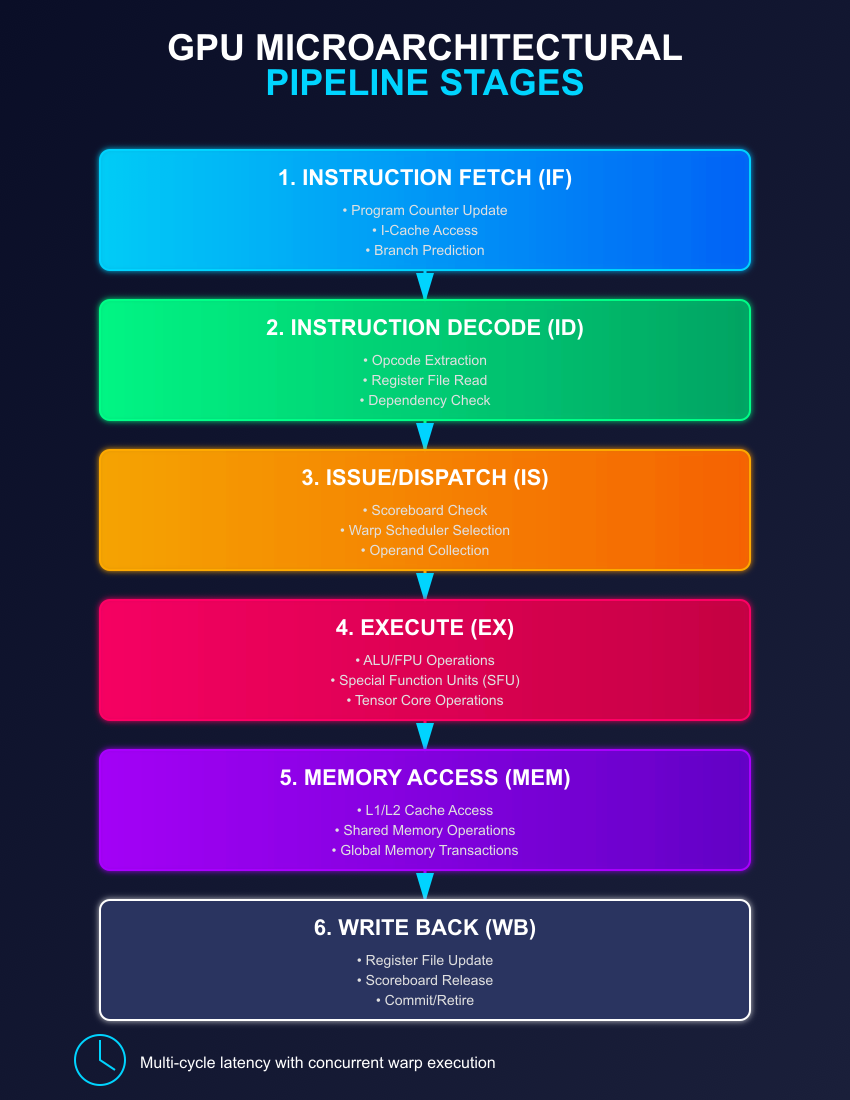 GPU MICROARCHITECTURAL
PIPELINE STAGES
1. INSTRUCTION FETCH (IF)
• Program Counter Update
• I-Cache Access
• Branch Prediction
2. INSTRUCTION DECODE (ID)
• Opcode Extraction
• Register File Read
• Dependency Check
3. ISSUE/DISPATCH (IS)
• Scoreboard Check
• Warp Scheduler Selection
• Operand Collection
4. EXECUTE (EX)
• ALU/FPU Operations
• Special Function Units (SFU)
• Tensor Core Operations
5. MEMORY ACCESS (MEM)
• L1/L2 Cache Access
• Shared Memory Operations
• Global Memory Transactions
6. WRITE BACK (WB)
• Register File Update
• Scoreboard Release
• Commit/Retire
Multi-cycle latency with concurrent warp execution